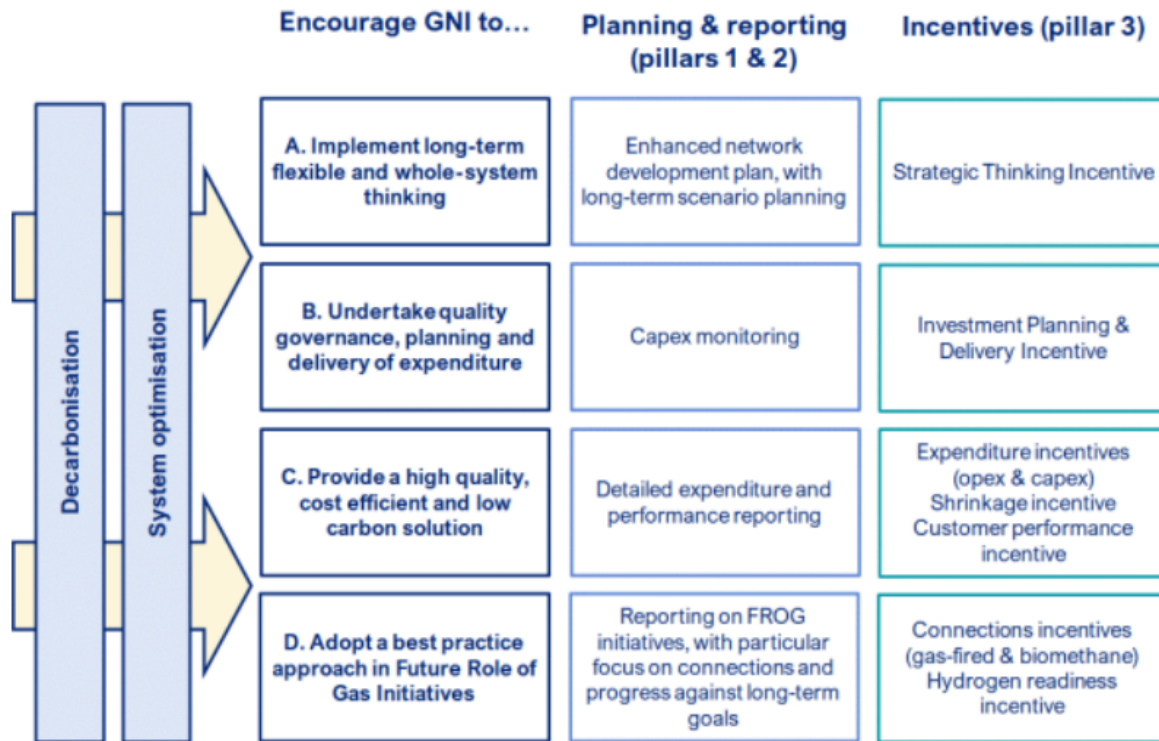 Encourage GNI to...
Planning & reporting
(pillars 1 & 2)
Incentives (pillar 3)
Decarbonisation
System optimisation
A. Implement long-term
flexible and whole-system
thinking
Enhanced network
development plan, with
long-term scenario planning
Strategic Thinking Incentive
B. Undertake quality
governance, planning and
delivery of expenditure
Capex monitoring
Investment Planning &
Delivery Incentive
C. Provide a high quality,
cost efficient and low
carbon solution
Detailed expenditure and
performance reporting
Expenditure incentives
(opex & capex)
Shrinkage incentive
Customer performance
incentive
D. Adopt a best practice
approach in Future Role of
Gas Initiatives
Reporting on FROG
initiatives, with particular
focus on connections and
progress against long-term
goals
Connections incentives
(gas-fired & biomethane)
Hydrogen readiness
incentive